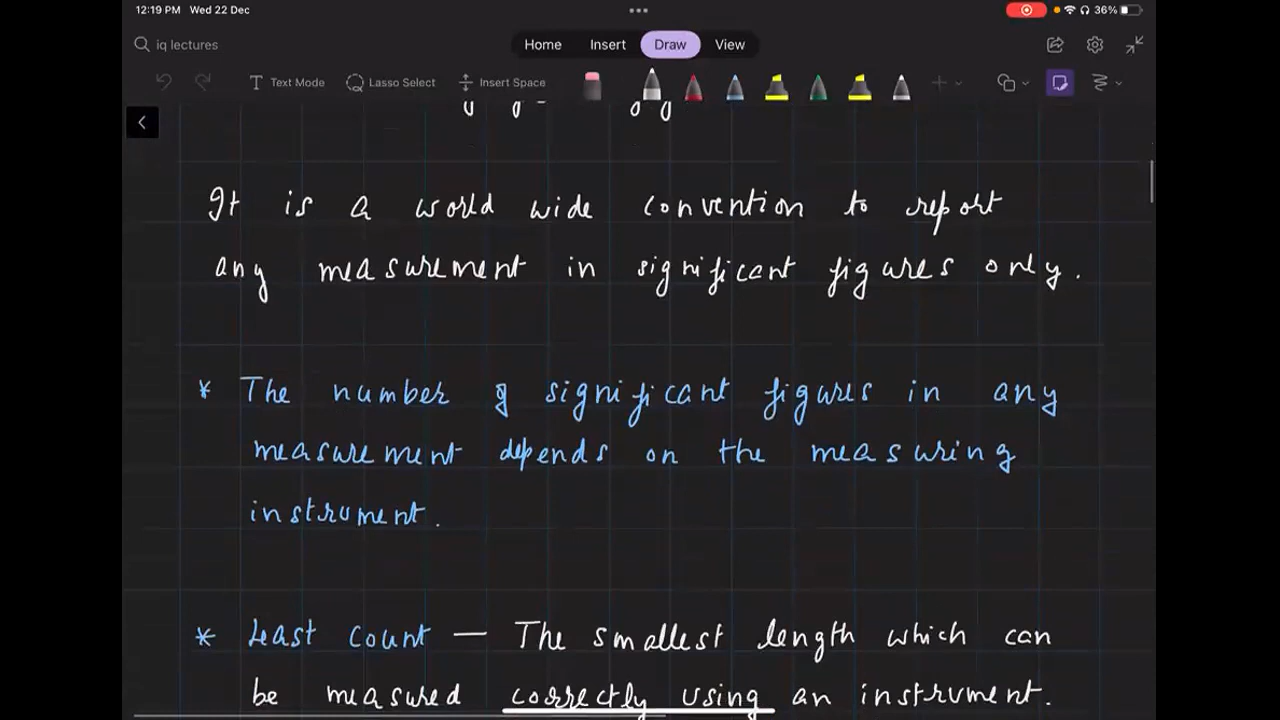 12:19 PM Wed 22 Dec
36%
iq lectures
Home Insert Draw View
Text Mode Lasso Select Insert Space
It is a world wide convention to report
any measurement in significant figures only.
* The number of significant figures in any
measurement depends on the measuring
instrument.
* Least count — The smallest length which can
be measured correctly using an instrument.